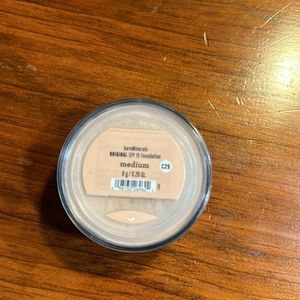 bareMinerals
ORIGINAL SPF 15 Foundation
medium
C25
8 g / 0.28 Oz.